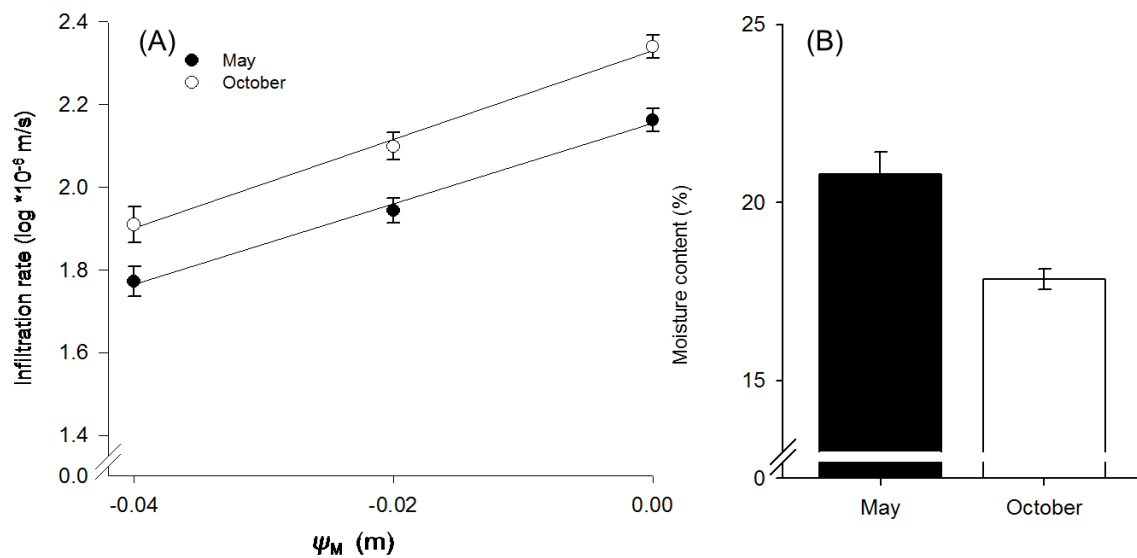 (A)
May
October
Infiltration rate (log *10⁻⁶ m/s)
2.4
2.2
2.0
1.8
1.6
1.4
0.0
-0.04
-0.02
0.00
ψM (m)
(B)
Moisture content (%)
25
20
15
0
May
October